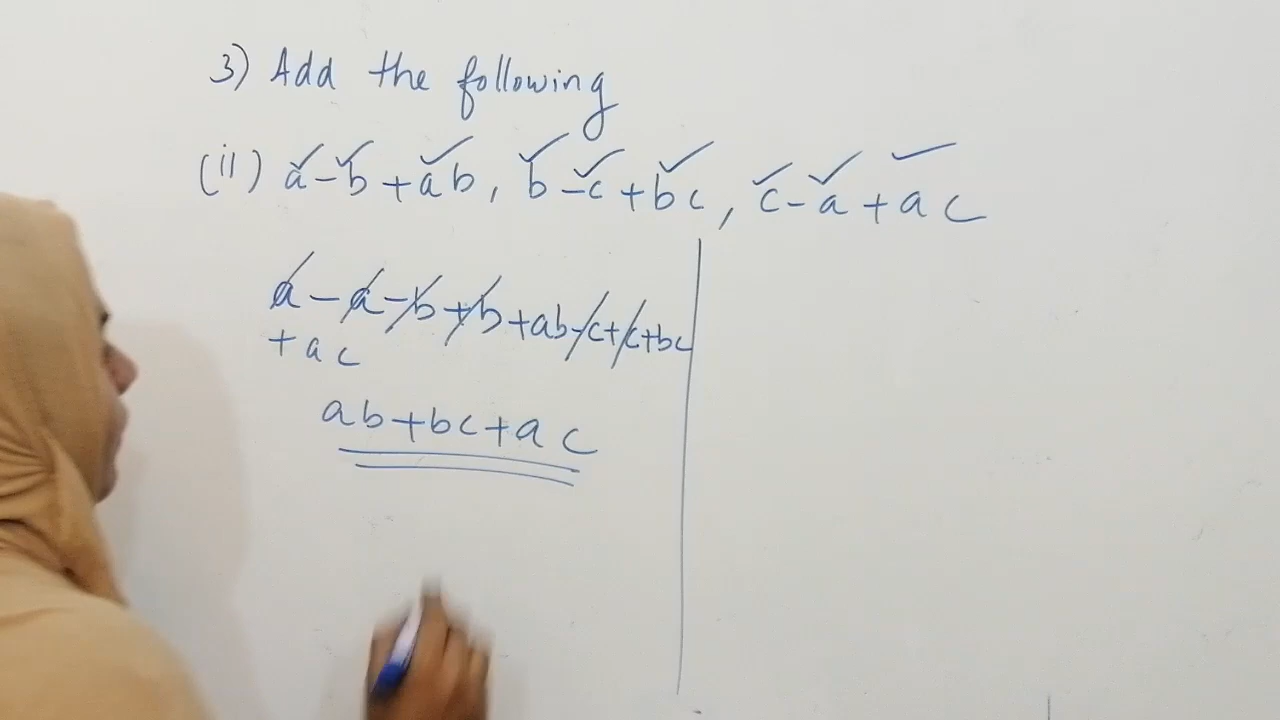 3) Add the following
(ii) a-b+ab, b-c+bc, c-a+ac
a-a-b+b+ab-c+c+bc
+ac
ab+bc+ac